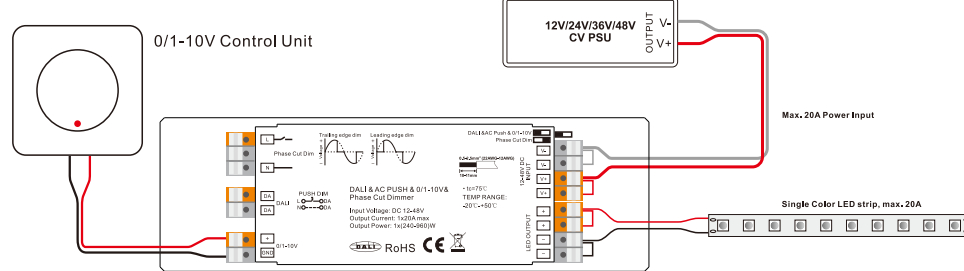 0/1-10V Control Unit
12V/24V/36V/48V
CV PSU
OUTPUT
V-
V+
Max. 20A Power Input
L
Phase Cut Dim
N
Trailing edge dim
Leading edge dim
DALI&AC Push & 0/1-10V
Phase Cut Dim
V-
V-
V+
V+
12-48V DC
INPUT
DA
DA
DALI
PUSH DIM
L
DA
N
DA
DALI & AC PUSH & 0/1-10V&
Phase Cut Dimmer
Input Voltage: DC 12-48V
Output Current: 1x20A max
Output Power: 1x(240-960)W
tc=75℃
TEMP RANGE:
-20℃-+50℃
+
GND
0/1-10V
DALI
RoHS
CE
+
+
-
-
LED OUTPUT
Single Color LED strip, max. 20A